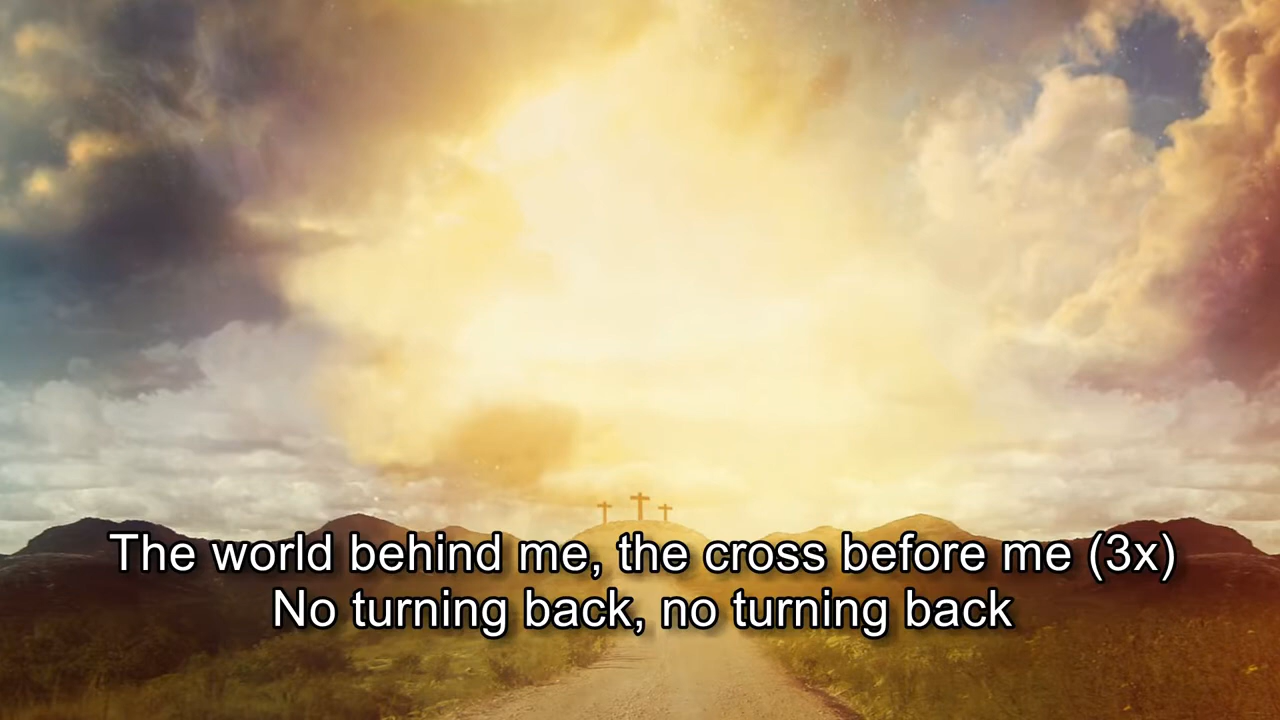 The world behind me, the cross before me (3x)
No turning back, no turning back